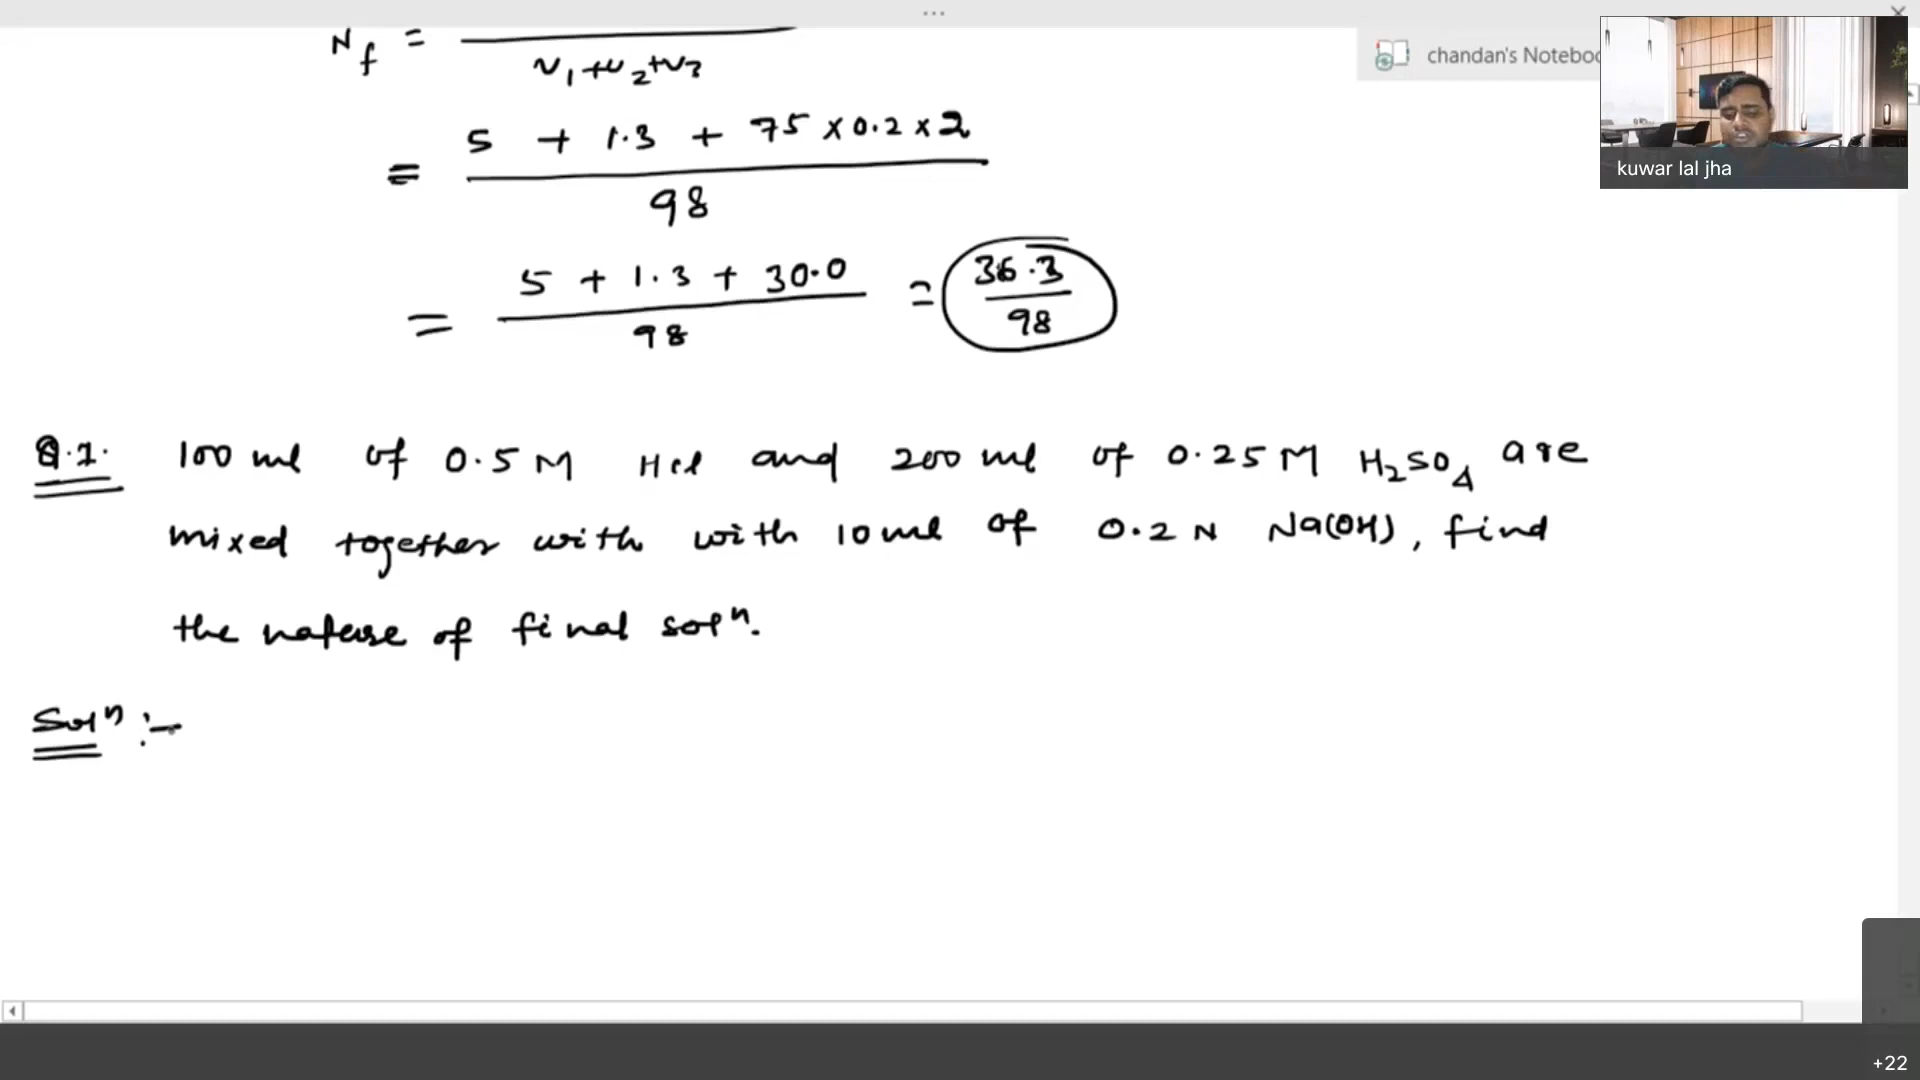 ...
chandan's Notebo
kuwar lal jha
N_f =
v₁+v₂+v₃
= 5 + 1.3 + 75 × 0.2 × 2
98
= 5 + 1.3 + 30.0 = 36.3
98 98
Q.1. 100 ml of 0.5 M Hcl and 200 ml of 0.25 M H₂SO₄ are
mixed together with with 10 ml of 0.2 N Na(OH), find
the nature of final solⁿ.
Solⁿ :-
+22